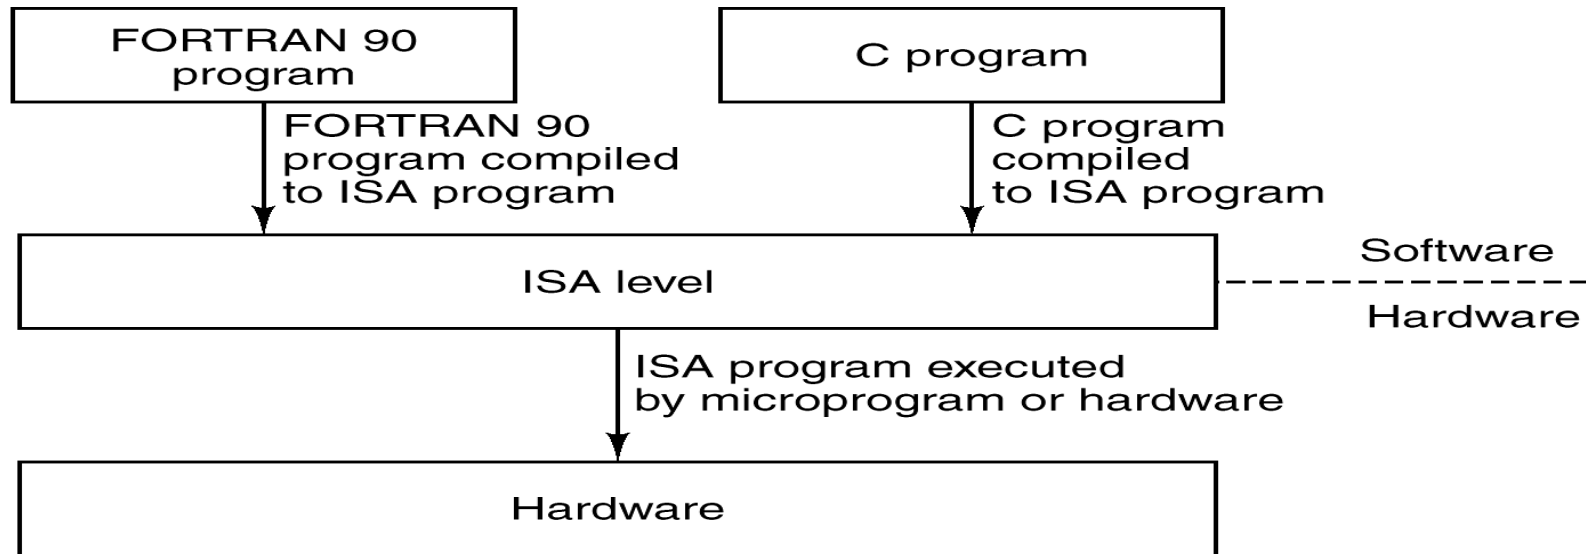 FORTRAN 90
program
C program
FORTRAN 90
program compiled
to ISA program
C program
compiled
to ISA program
ISA level
Software
Hardware
ISA program executed
by microprogram or hardware
Hardware